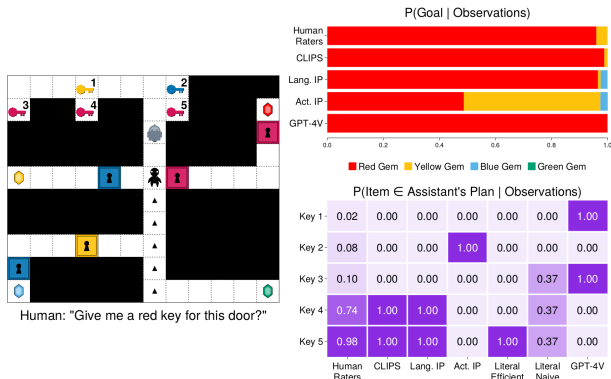 P(Goal | Observations)
Human
Raters
CLIPS
Lang. IP
Act. IP
GPT-4V
0.0 0.2 0.4 0.6 0.8 1.0
Red Gem Yellow Gem Blue Gem Green Gem
1 2
3 4 5
Human: "Give me a red key for this door?"
P(Item ∈ Assistant's Plan | Observations)
Key 1 0.02 0.00 0.00 0.00 0.00 0.00 1.00
Key 2 0.08 0.00 0.00 1.00 0.00 0.00 0.00
Key 3 0.10 0.00 0.00 0.00 0.00 0.37 1.00
Key 4 0.74 1.00 1.00 0.00 0.00 0.37 0.00
Key 5 0.98 1.00 1.00 0.00 1.00 0.37 0.00
Human CLIPS Lang. IP Act. IP Literal Literal GPT-4V
Raters Efficient Naive